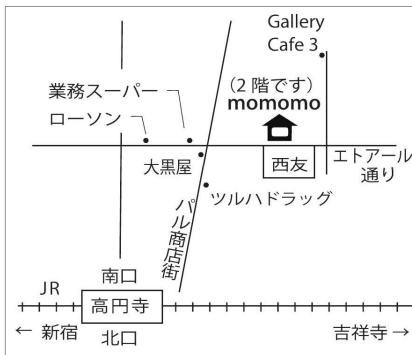 Gallery
Cafe 3
（2 階です）
momomo
業務スーパー
ローソン
大黒屋
西友
エトアール
通り
ツルハドラッグ
パル商店街
JR
南口
高円寺
← 新宿
北口
吉祥寺
→